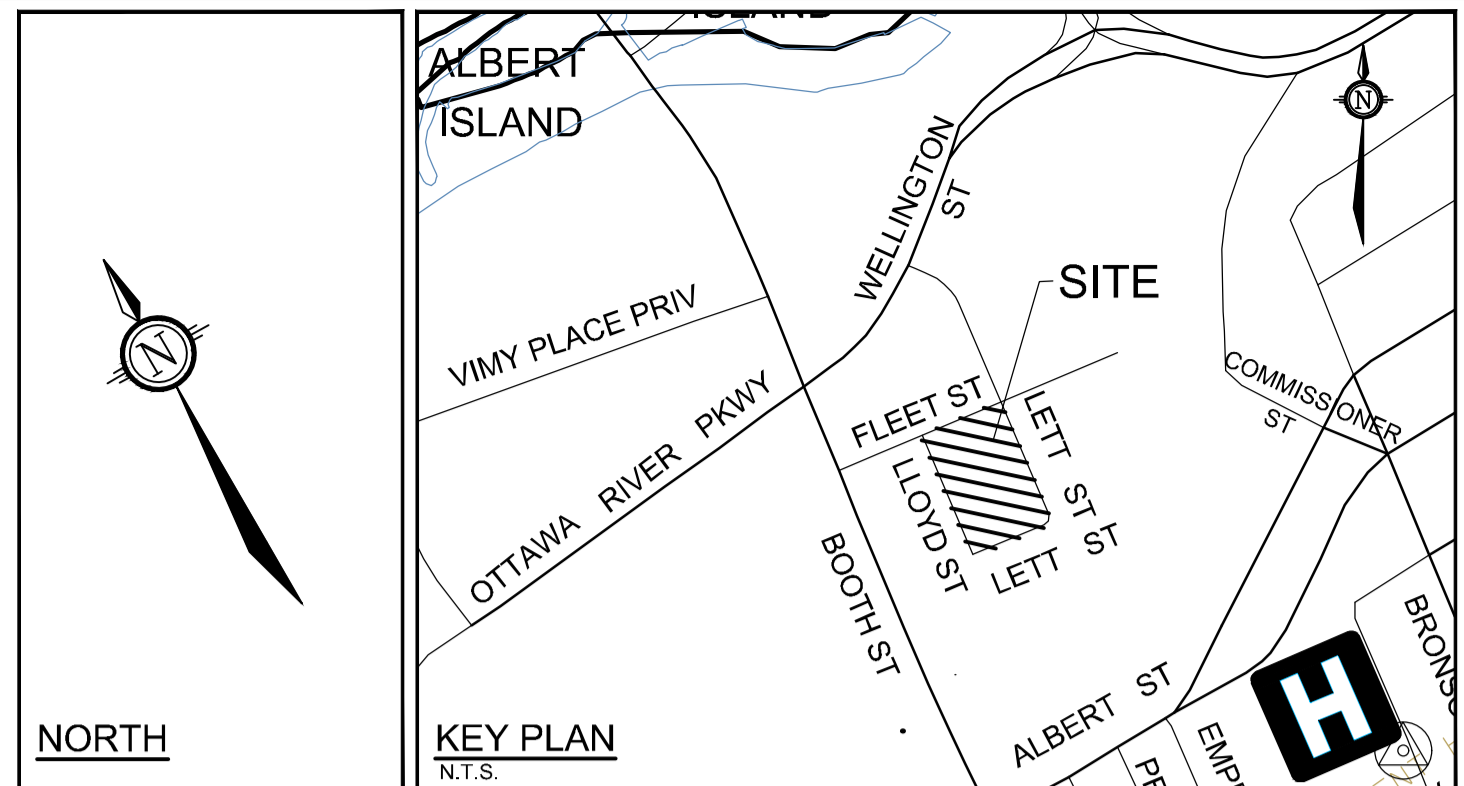 NORTH
ISLAND
ALBERT
ISLAND
N
N
WELLINGTON
ST
SITE
VIMY PLACE PRIV
OTTAWA RIVER PKWY
FLEET ST
LETT ST
LLOYD ST
LETT ST
COMMISSIONER
ST
BOOTH ST
ALBERT ST
H
KEY PLAN
N.T.S.